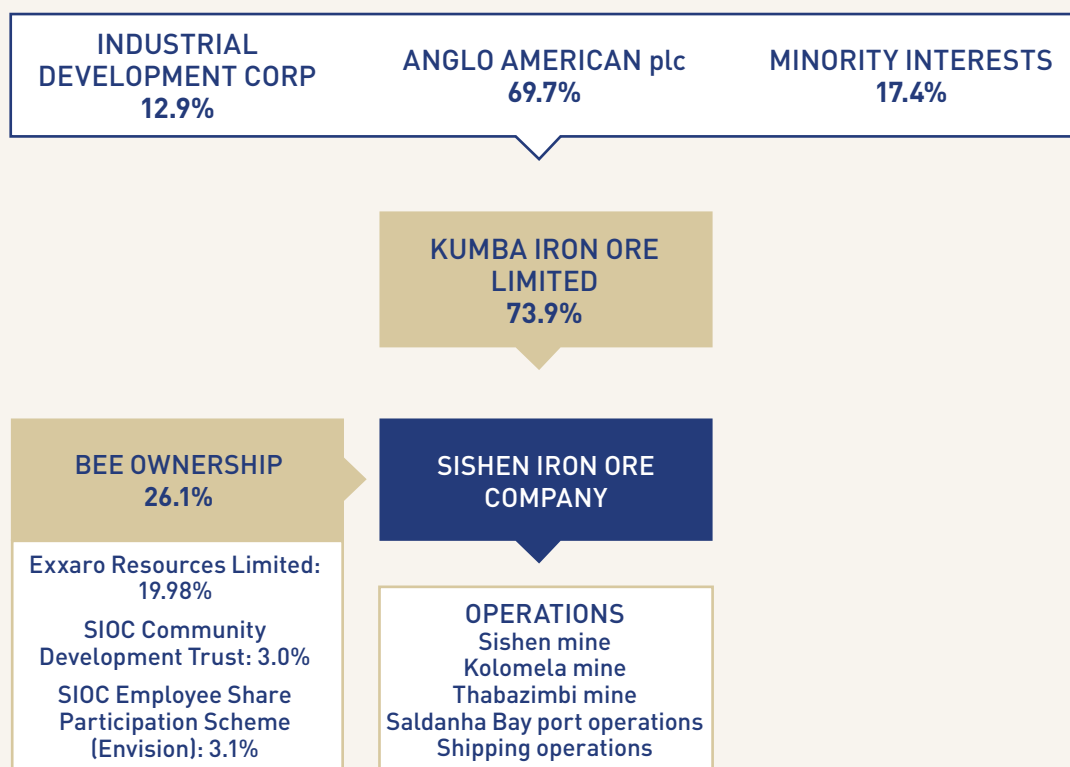 INDUSTRIAL
DEVELOPMENT CORP
12.9%
ANGLO AMERICAN plc
69.7%
MINORITY INTERESTS
17.4%
KUMBA IRON ORE
LIMITED
73.9%
BEE OWNERSHIP
26.1%
Exxaro Resources Limited:
19.98%
SIOC Community
Development Trust: 3.0%
SIOC Employee Share
Participation Scheme
(Envision): 3.1%
SISHEN IRON ORE
COMPANY
OPERATIONS
Sishen mine
Kolomela mine
Thabazimbi mine
Saldanha Bay port operations
Shipping operations